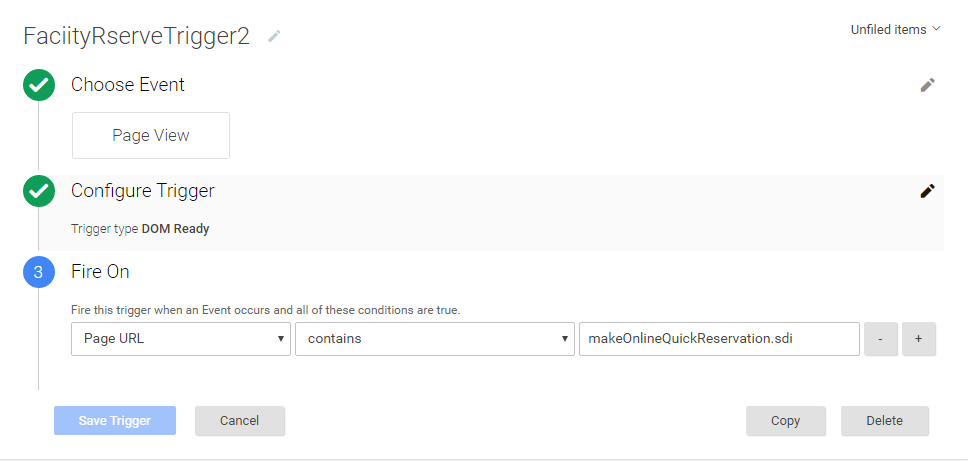 FaciityRserveTrigger2
Unfiled items
Choose Event
Page View
Configure Trigger
Trigger type DOM Ready
3 Fire On
Fire this trigger when an Event occurs and all of these conditions are true.
Page URL contains makeOnlineQuickReservation.sdi - +
Save Trigger Cancel Copy Delete